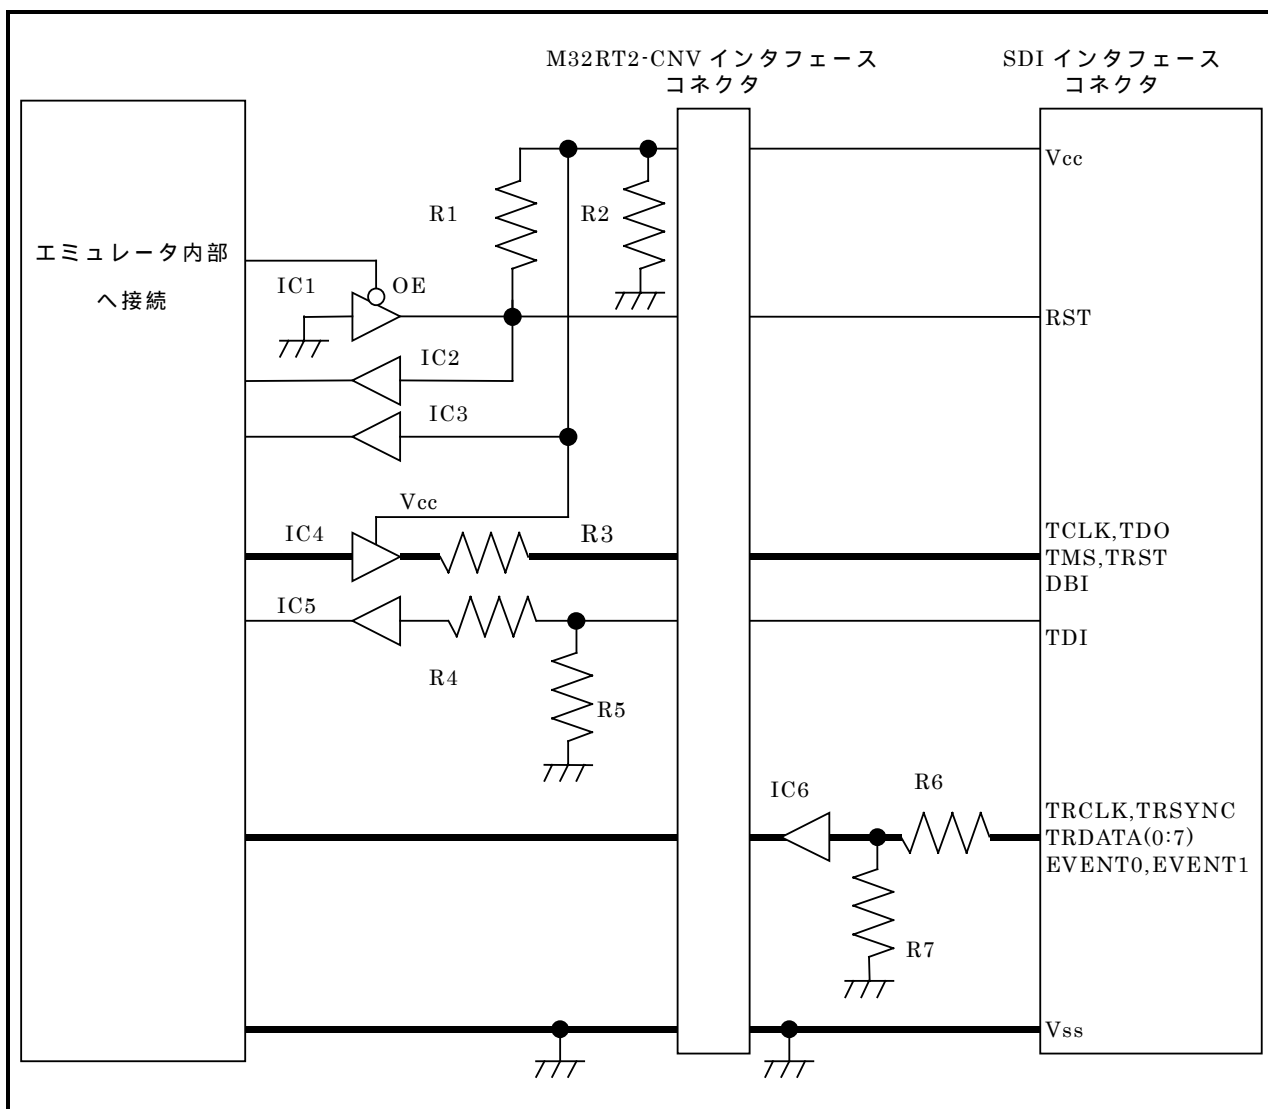 M32RT2-CNV インタフェース
コネクタ
SDI インタフェース
コネクタ
エミュレータ内部
へ接続
Vcc
R1
R2
IC1
OE
RST
IC2
IC3
Vcc
IC4
R3
TCLK,TDO
TMS,TRST
DBI
IC5
TDI
R4
R5
IC6
R6
TRCLK,TRSYNC
TRDATA(0:7)
EVENT0,EVENT1
R7
Vss